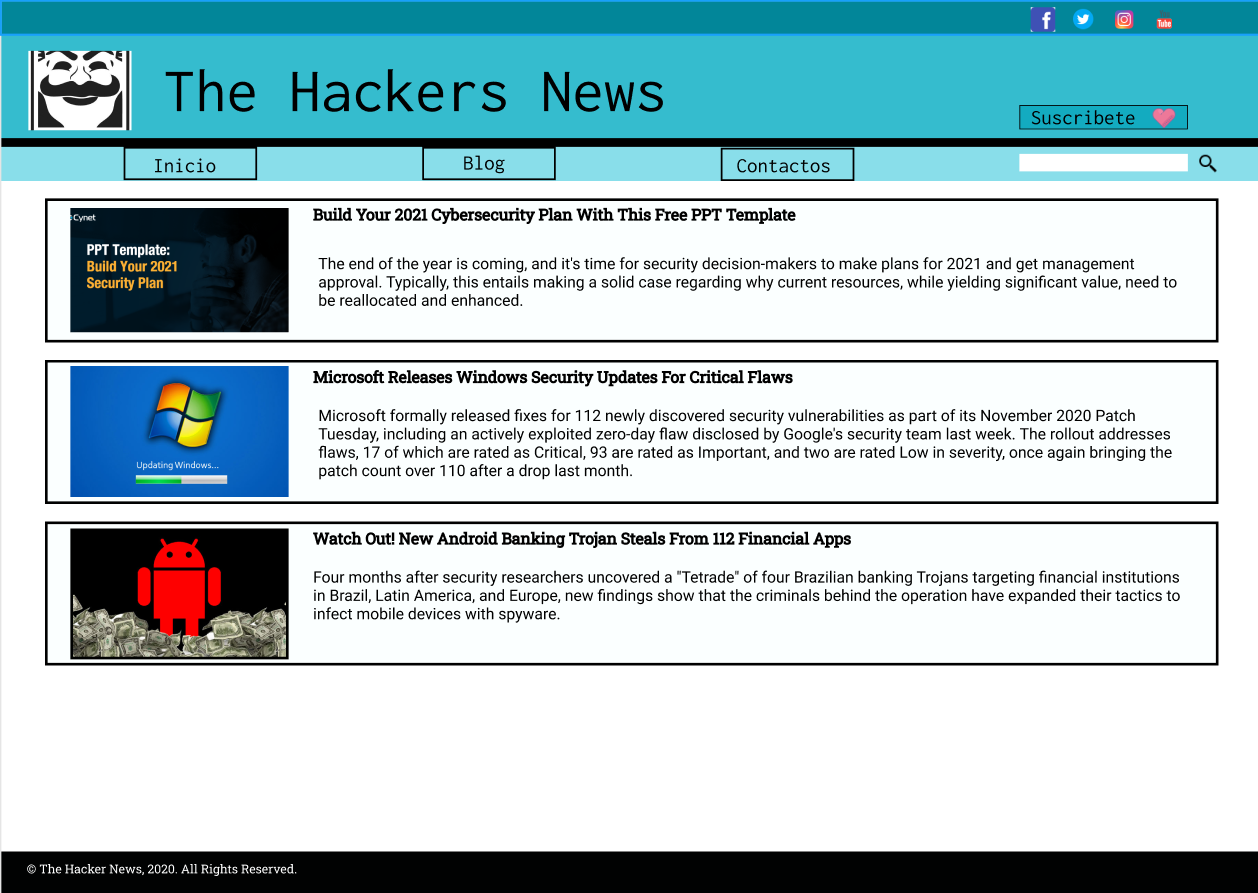 The Hackers News
Suscribete
Inicio
Blog
Contactos
Cynet
PPT Template:
Build Your 2021
Security Plan
Build Your 2021 Cybersecurity Plan With This Free PPT Template
The end of the year is coming, and it's time for security decision-makers to make plans for 2021 and get management
approval. Typically, this entails making a solid case regarding why current resources, while yielding significant value, need to
be reallocated and enhanced.
Updating Windows...
Microsoft Releases Windows Security Updates For Critical Flaws
Microsoft formally released fixes for 112 newly discovered security vulnerabilities as part of its November 2020 Patch
Tuesday, including an actively exploited zero-day flaw disclosed by Google's security team last week. The rollout addresses
flaws, 17 of which are rated as Critical, 93 are rated as Important, and two are rated Low in severity, once again bringing the
patch count over 110 after a drop last month.
Watch Out! New Android Banking Trojan Steals From 112 Financial Apps
Four months after security researchers uncovered a "Tetrade" of four Brazilian banking Trojans targeting financial institutions
in Brazil, Latin America, and Europe, new findings show that the criminals behind the operation have expanded their tactics to
infect mobile devices with spyware.
© The Hacker News, 2020. All Rights Reserved.